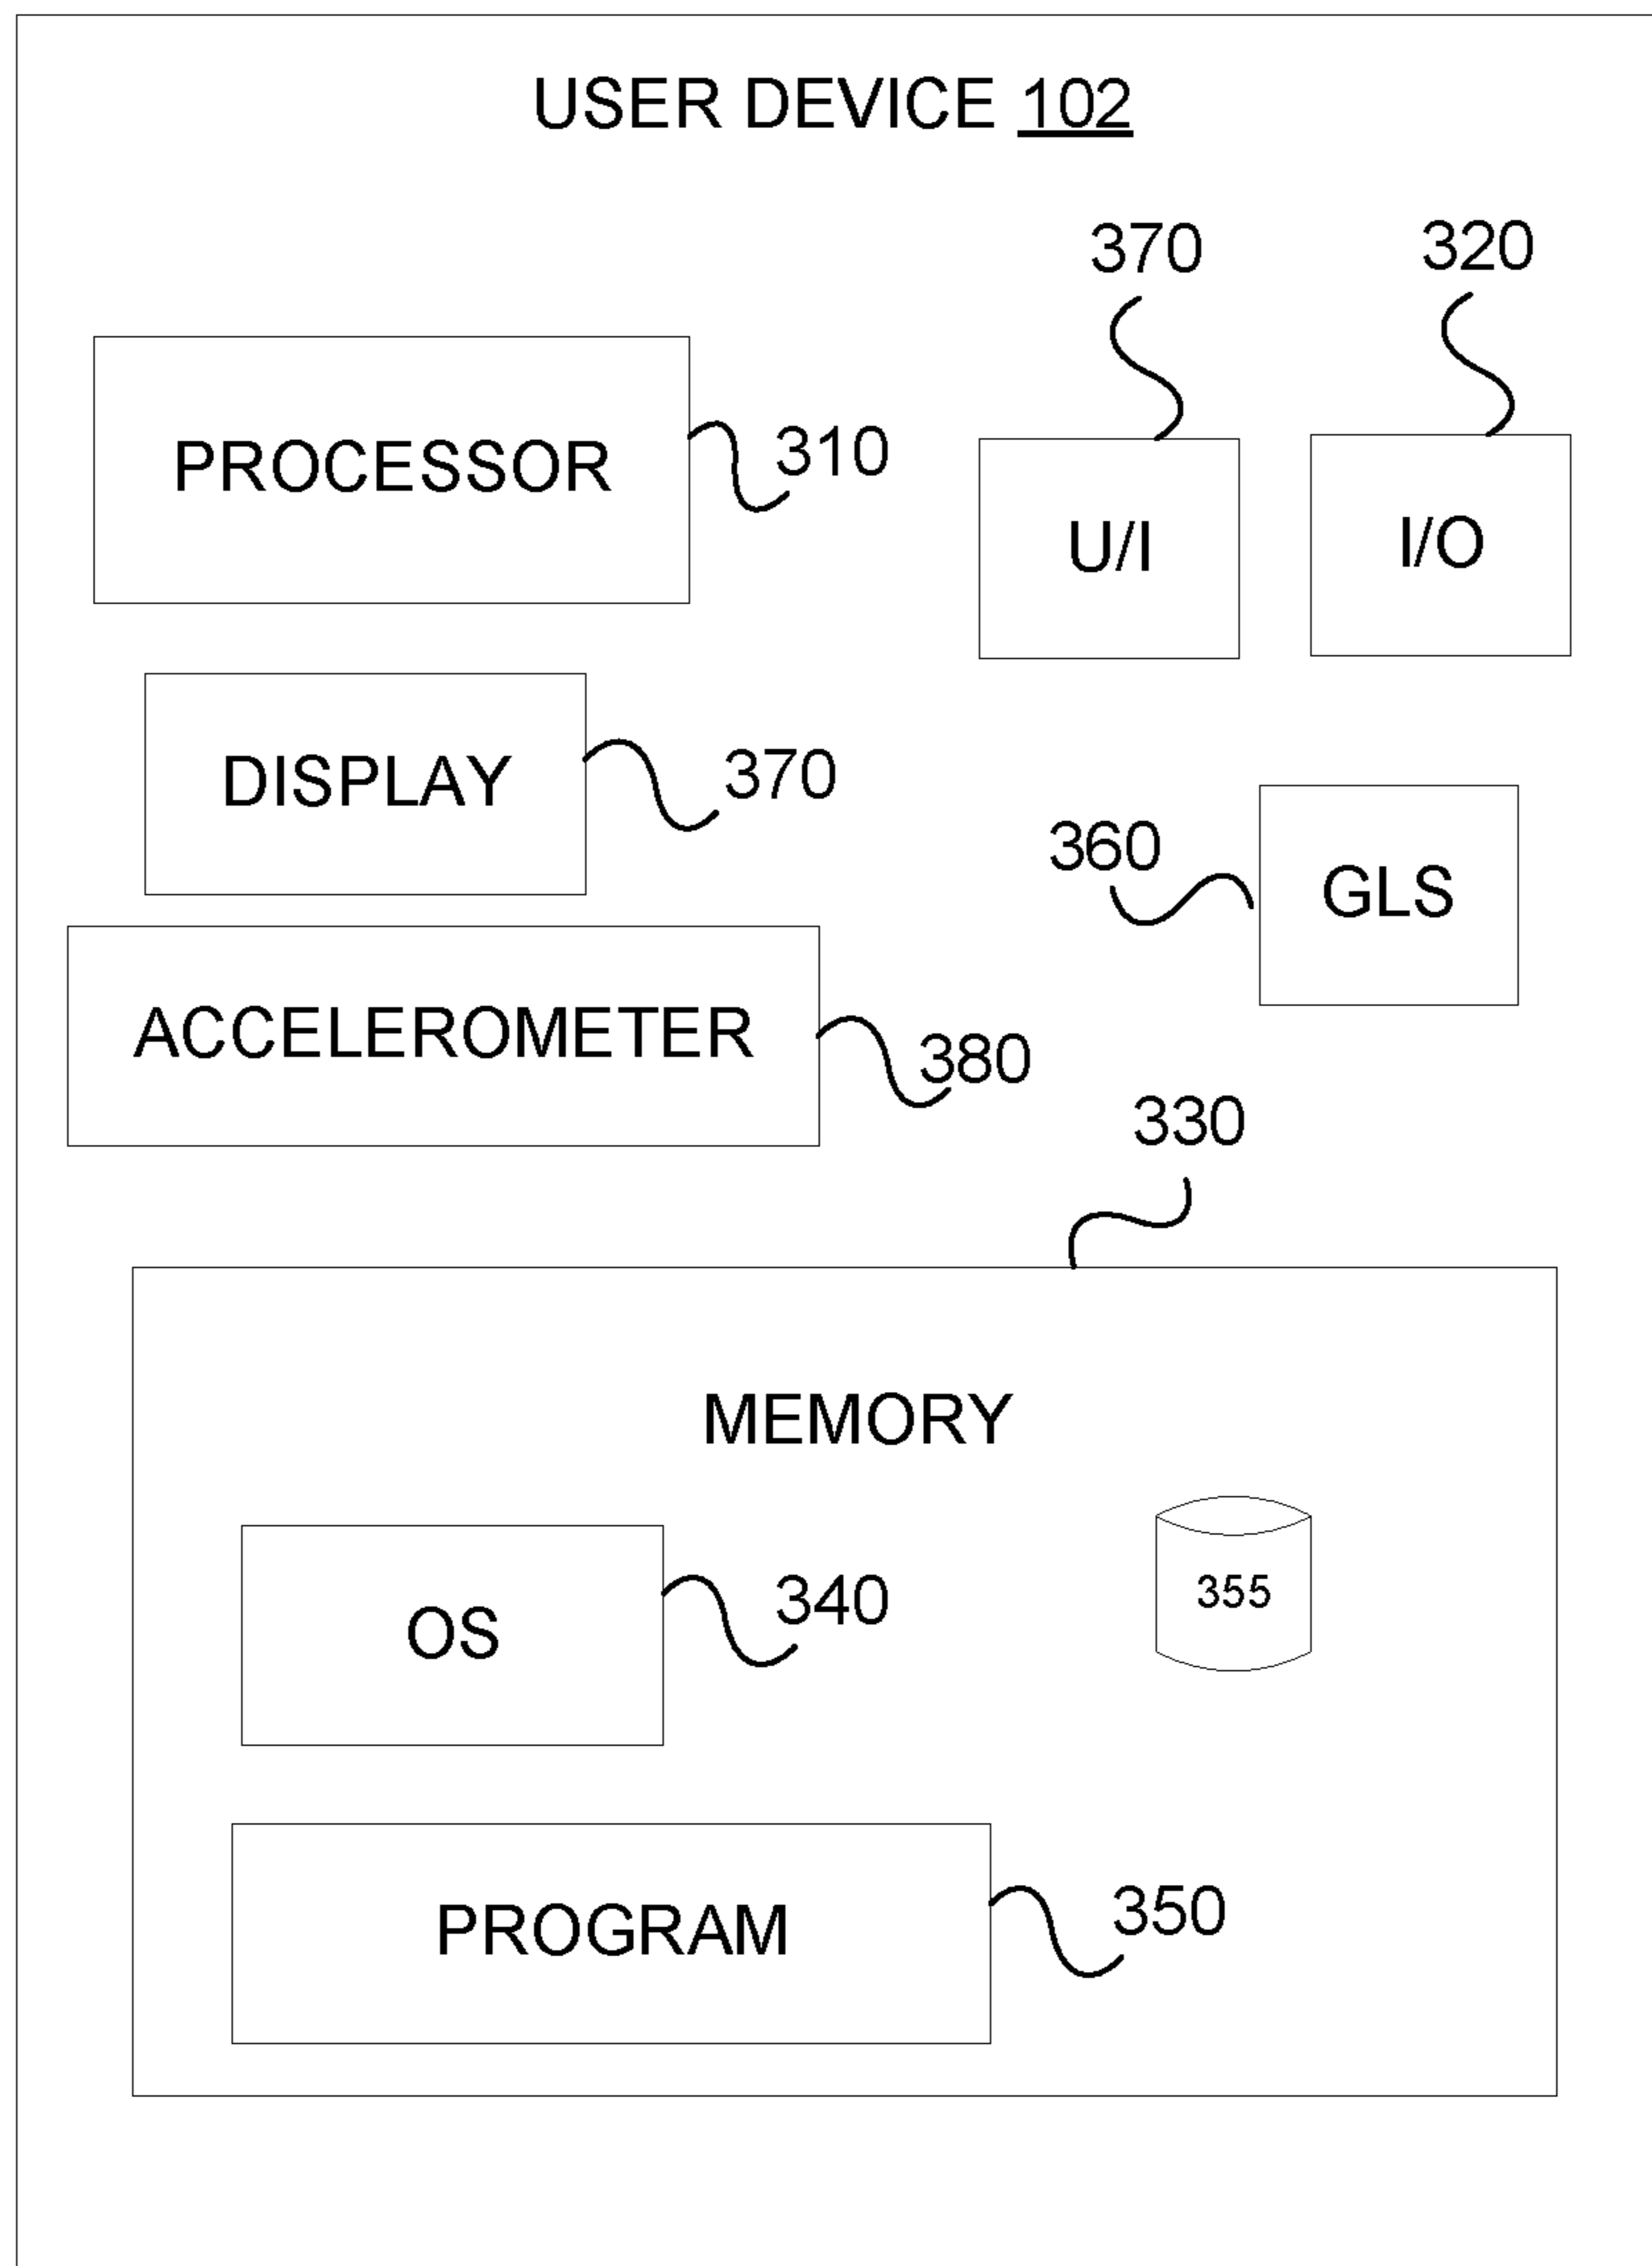 USER DEVICE 102
370
320
PROCESSOR
310
U/I
I/O
DISPLAY
370
360
GLS
ACCELEROMETER
380
330
MEMORY
OS
340
355
PROGRAM
350